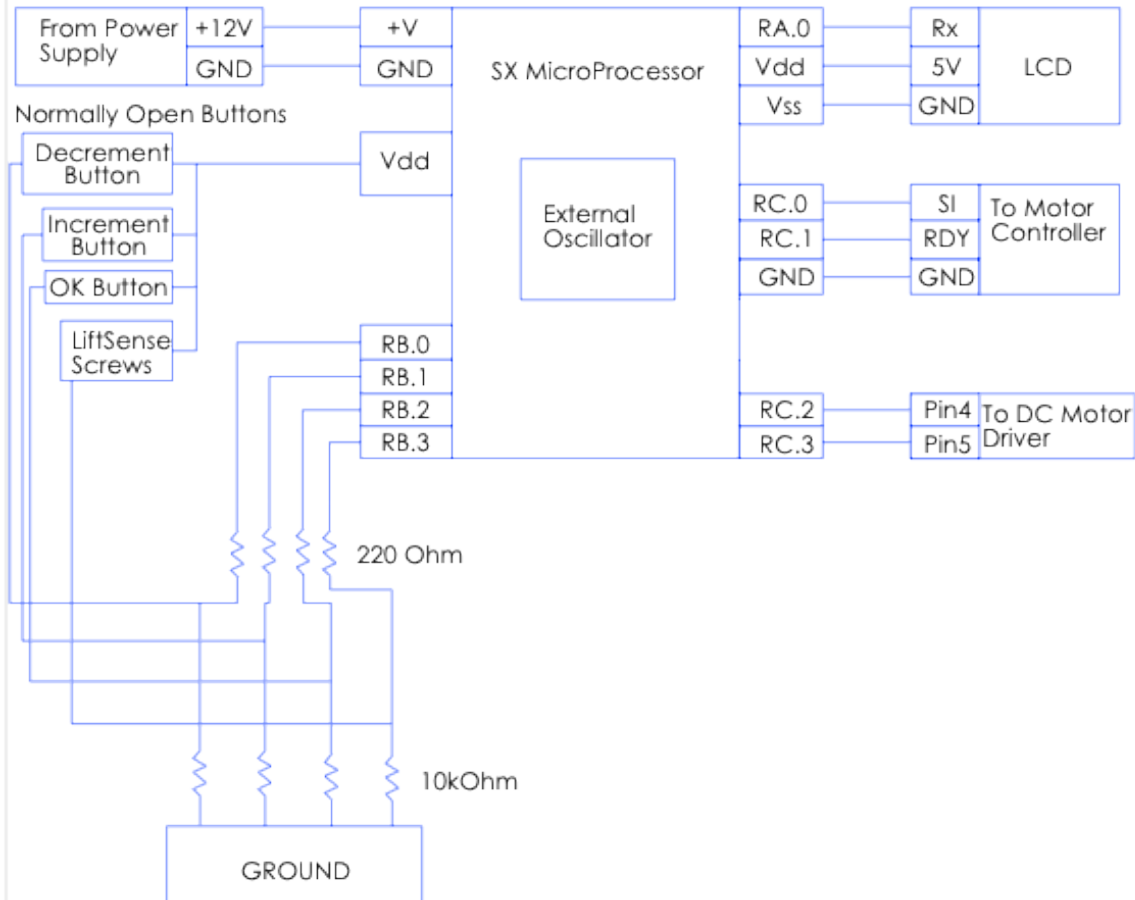 From Power
Supply
+12V
GND
+V
GND
SX MicroProcessor
RA.0
Vdd
Vss
Rx
5V
GND
LCD
Normally Open Buttons
Decrement
Button
Vdd
Increment
Button
OK Button
LiftSense
Screws
External
Oscillator
RC.0
RC.1
GND
SI
RDY
GND
To Motor
Controller
RB.0
RB.1
RB.2
RB.3
RC.2
RC.3
Pin4
Pin5
To DC Motor
Driver
220 Ohm
10kOhm
GROUND